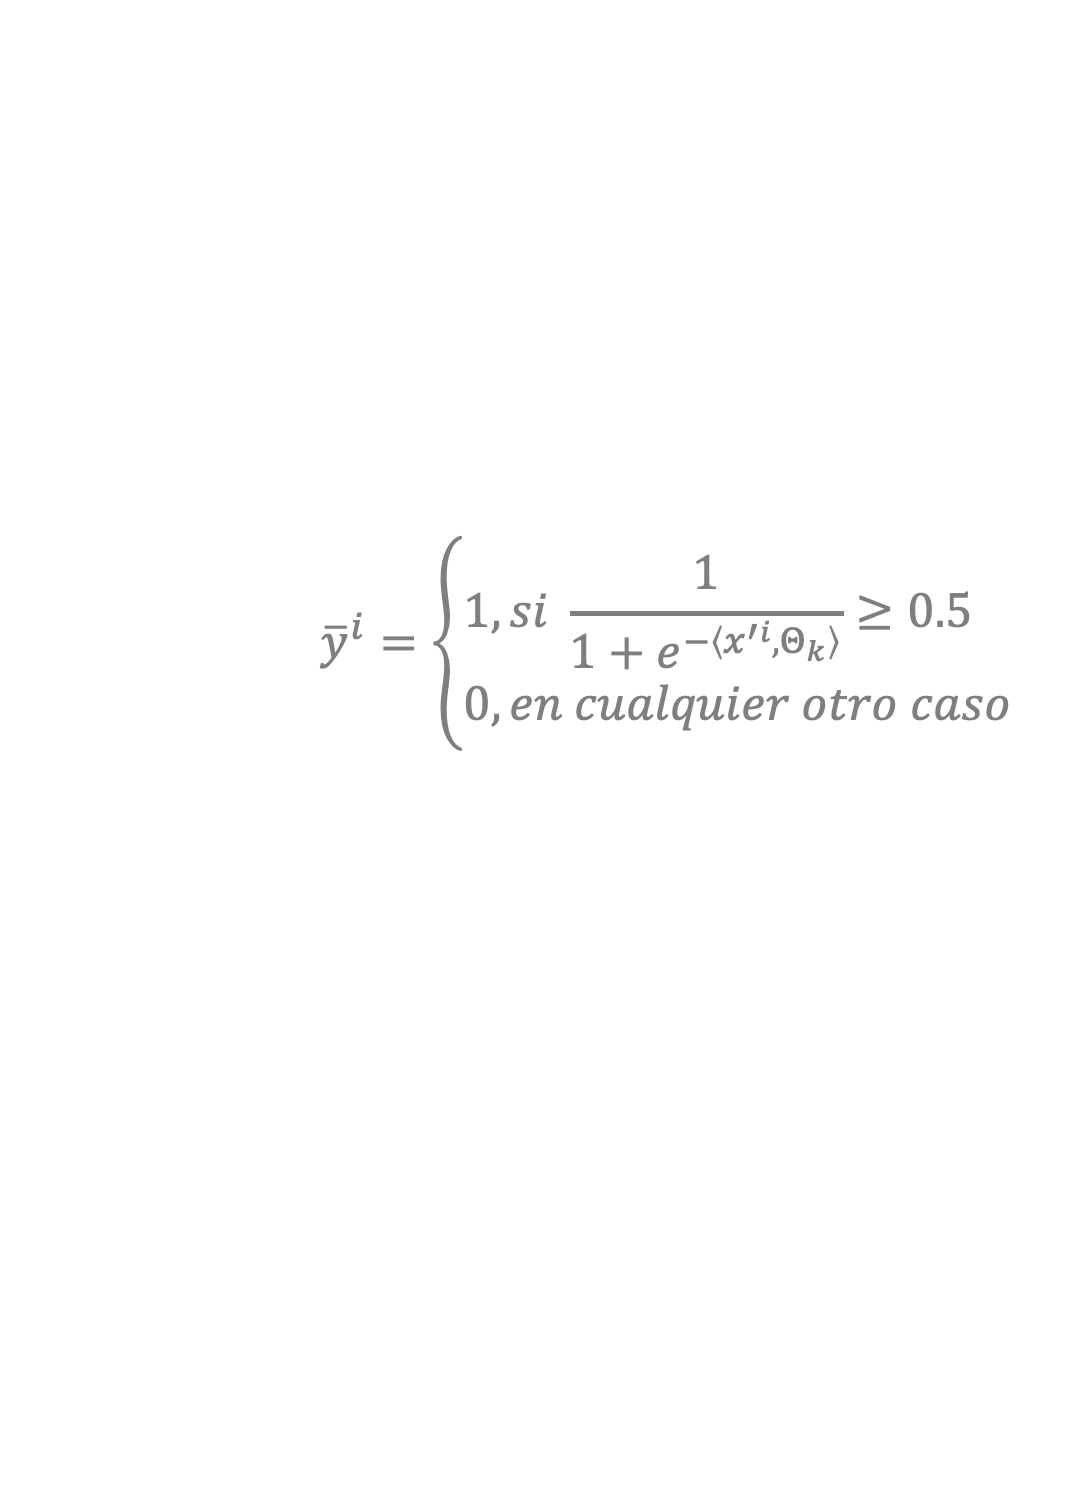 ȳ^i = { 1, si 1 / (1 + e^{-⟨x'^i, Θ_k⟩}) ≥ 0.5
0, en cualquier otro caso